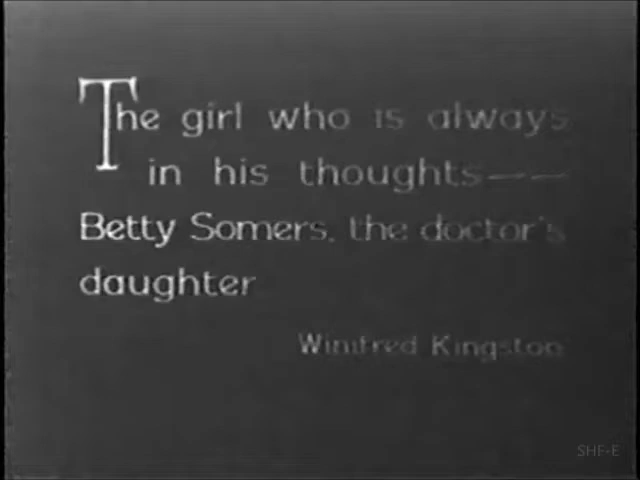 The girl who is always
in his thoughts——
Betty Somers, the doctor's
daughter
Winifred Kingston
SHF-E